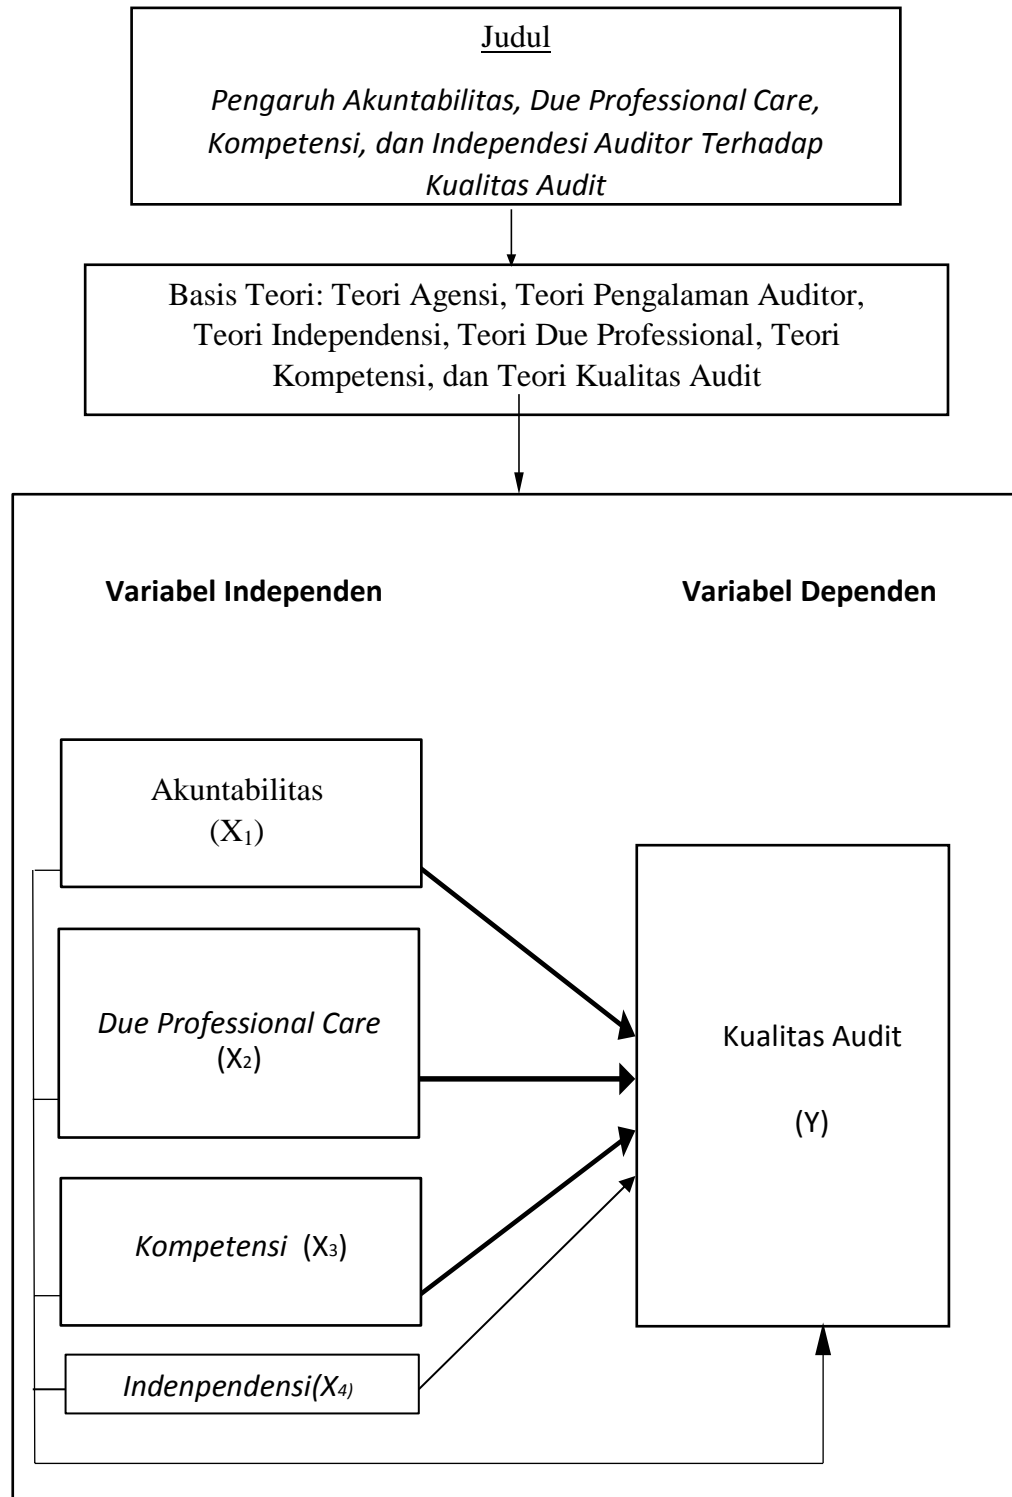 Judul
Pengaruh Akuntabilitas, Due Professional Care,
Kompetensi, dan Independesi Auditor Terhadap
Kualitas Audit
Basis Teori: Teori Agensi, Teori Pengalaman Auditor,
Teori Independensi, Teori Due Professional, Teori
Kompetensi, dan Teori Kualitas Audit
Variabel Independen
Variabel Dependen
Akuntabilitas
(X₁)
Due Professional Care
(X₂)
Kompetensi (X₃)
Indenpendensi(X₄)
Kualitas Audit
(Y)